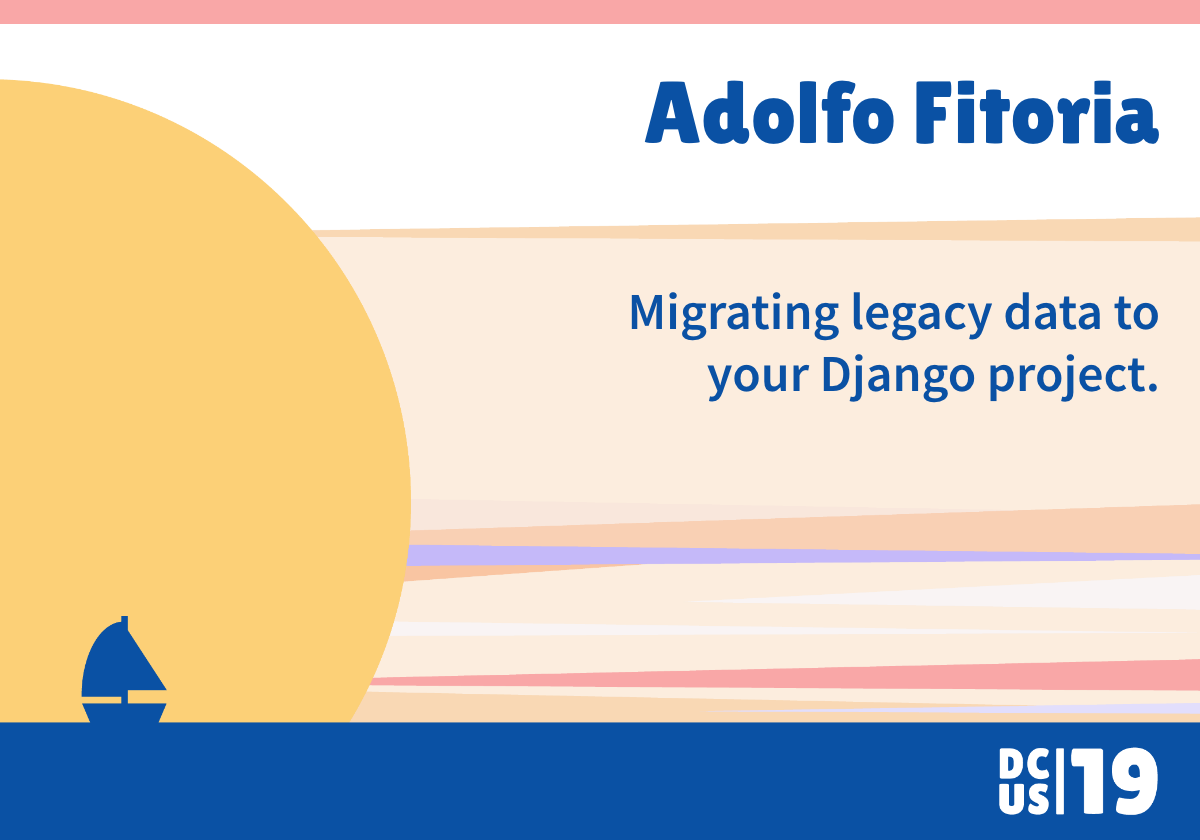 Adolfo Fitoria
Migrating legacy data to
your Django project.
DC
US
19